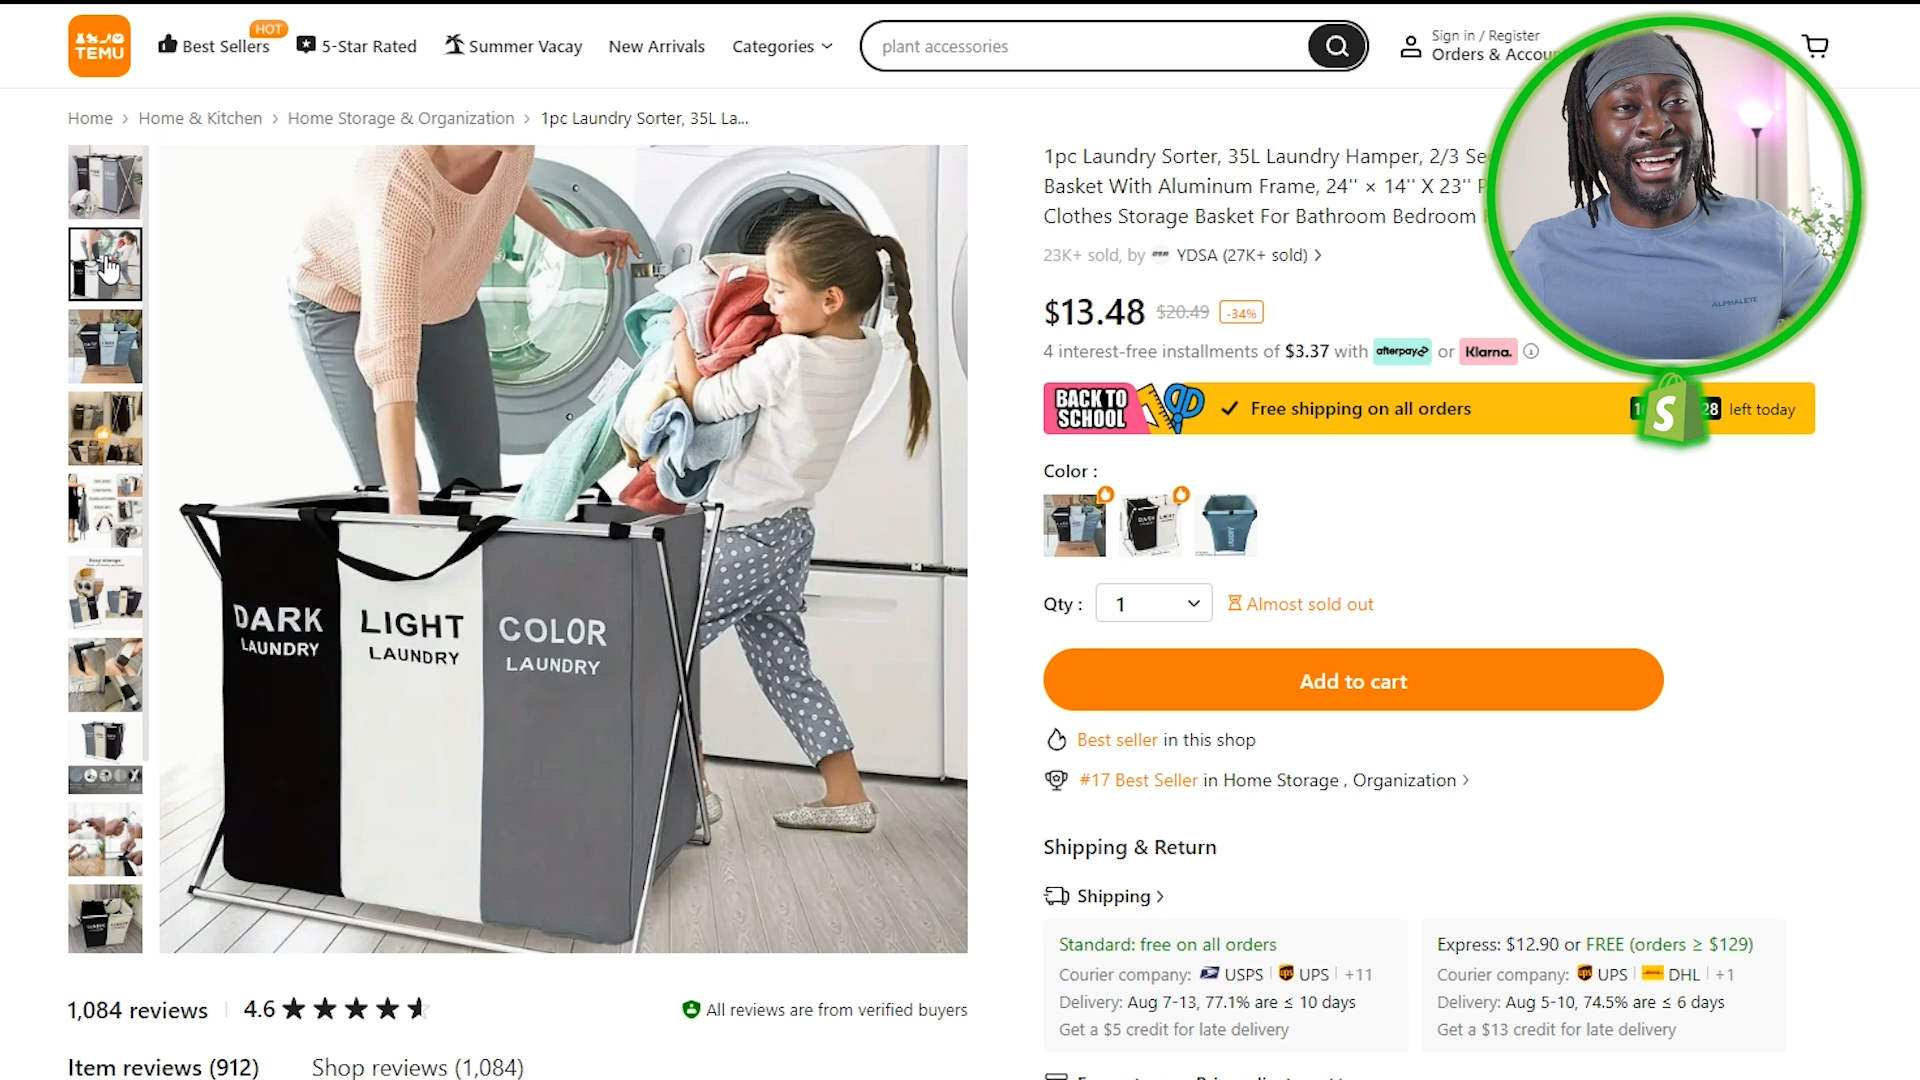 TEMU
Best Sellers
HOT
5-Star Rated
Summer Vacay
New Arrivals
Categories
plant accessories
Sign in / Register
Orders & Accou
Home > Home & Kitchen > Home Storage & Organization > 1pc Laundry Sorter, 35L La...
1pc Laundry Sorter, 35L Laundry Hamper, 2/3 Se
Basket With Aluminum Frame, 24'' × 14'' X 23''
Clothes Storage Basket For Bathroom Bedroom
23K+ sold, by YDSA (27K+ sold) >
ALPHALETE
$13.48 $20.49 -34%
4 interest-free installments of $3.37 with afterpay or Klarna.
BACK TO SCHOOL
Free shipping on all orders
28 left today
Color :
DARK LAUNDRY
LIGHT LAUNDRY
COLOR LAUNDRY
Qty : 1
Almost sold out
Add to cart
Best seller in this shop
#17 Best Seller in Home Storage , Organization >
Shipping & Return
Shipping >
Standard: free on all orders
Courier company: USPS | UPS | +11
Delivery: Aug 7-13, 77.1% are ≤ 10 days
Get a $5 credit for late delivery
Express: $12.90 or FREE (orders ≥ $129)
Courier company: UPS | DHL | +1
Delivery: Aug 5-10, 74.5% are ≤ 6 days
Get a $13 credit for late delivery
1,084 reviews | 4.6
All reviews are from verified buyers
Item reviews (912)
Shop reviews (1,084)